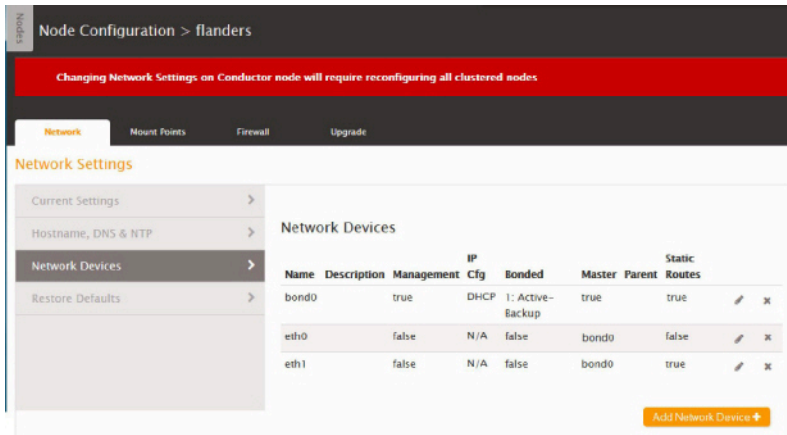 Nodes
Node Configuration > flanders
Changing Network Settings on Conductor node will require reconfiguring all clustered nodes
Network Mount Points Firewall Upgrade
Network Settings
Current Settings
Hostname, DNS & NTP
Network Devices
Restore Defaults
Network Devices
Name Description Management IP Cfg Bonded Master Parent Static Routes
bond0 true DHCP 1: Active-Backup true true
eth0 false N/A false bond0 false
eth1 false N/A false bond0 true
Add Network Device +